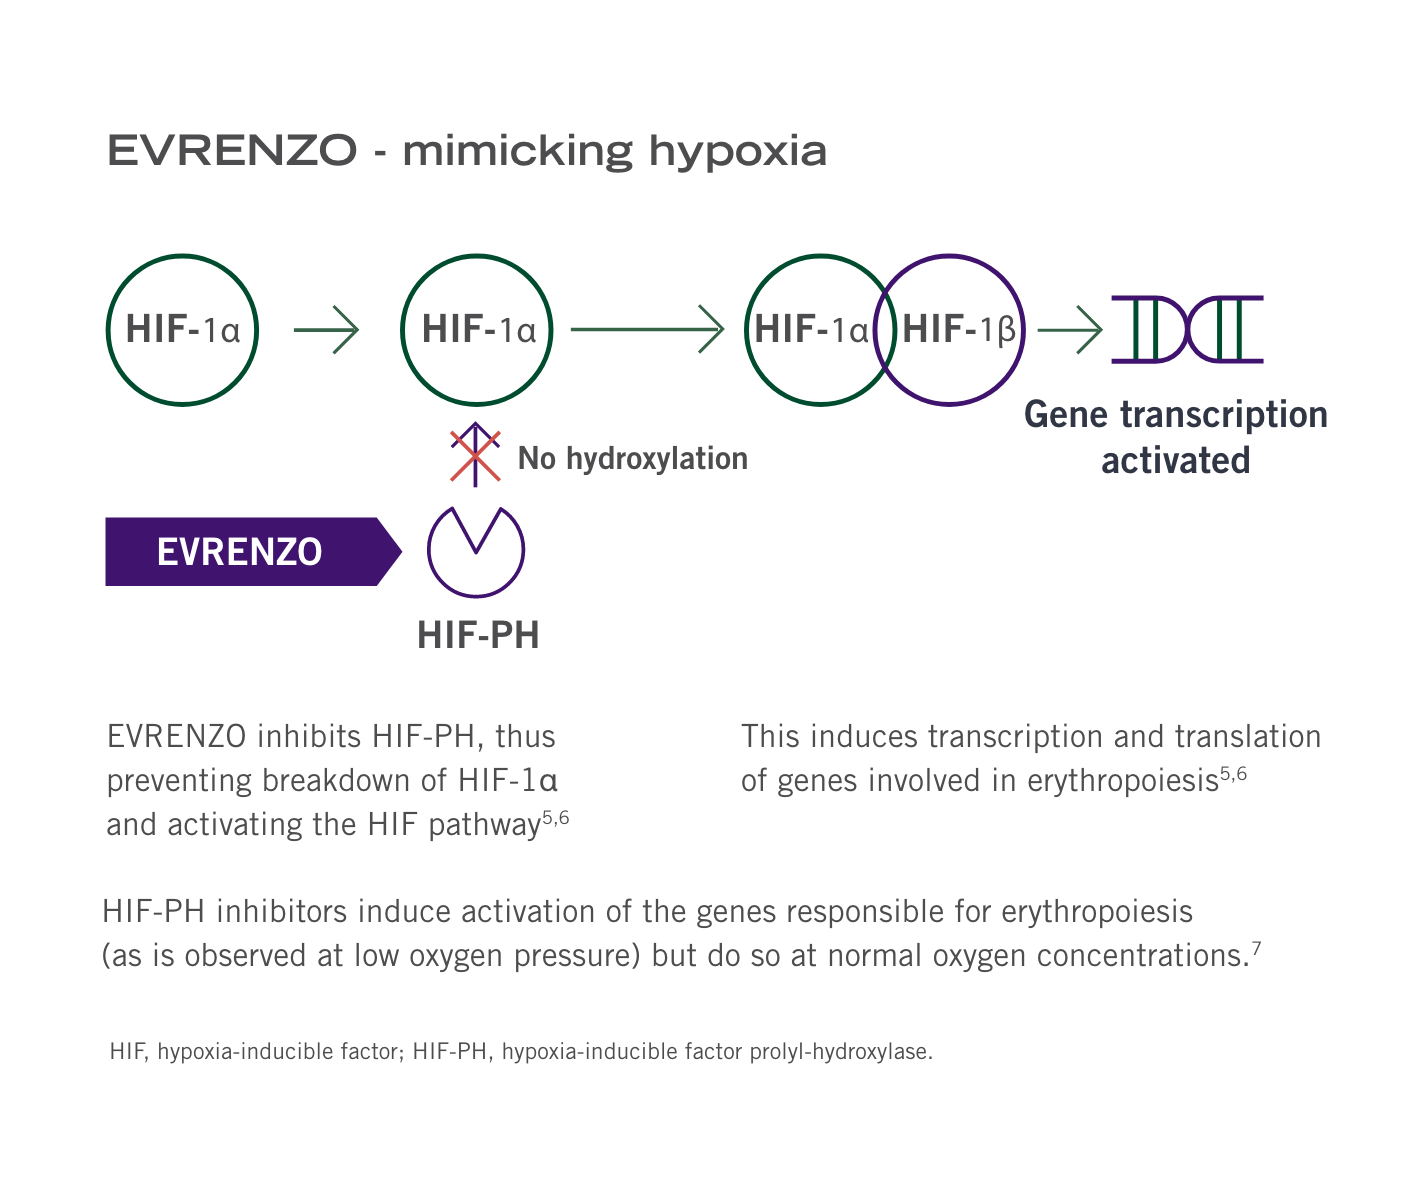 EVRENZO - mimicking hypoxia
HIF-1α
HIF-1α
HIF-1α
HIF-1β
Gene transcription
activated
No hydroxylation
EVRENZO
HIF-PH
EVRENZO inhibits HIF-PH, thus
preventing breakdown of HIF-1α
and activating the HIF pathway⁵,⁶
This induces transcription and translation
of genes involved in erythropoiesis⁵,⁶
HIF-PH inhibitors induce activation of the genes responsible for erythropoiesis
(as is observed at low oxygen pressure) but do so at normal oxygen concentrations.⁷
HIF, hypoxia-inducible factor; HIF-PH, hypoxia-inducible factor prolyl-hydroxylase.